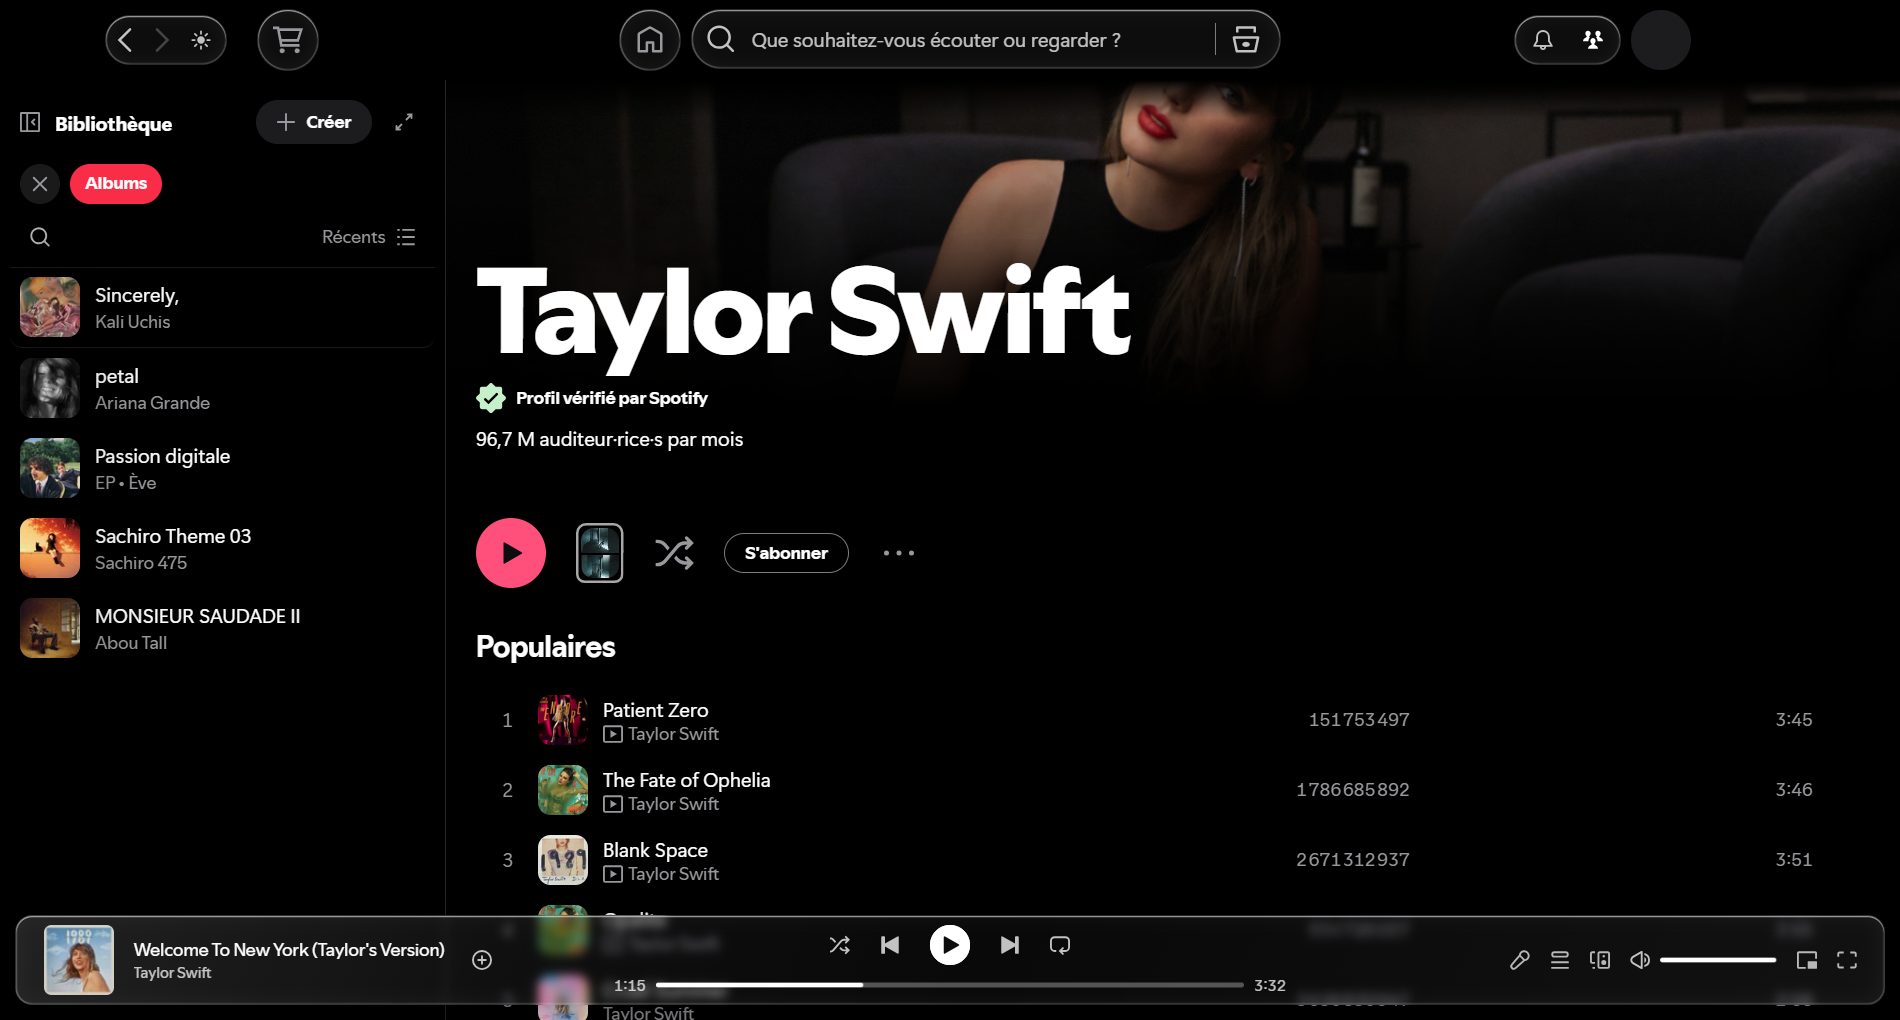 Que souhaitez-vous écouter ou regarder ?
Bibliothèque
Créer
Albums
Récents
Sincerely,
Kali Uchis
petal
Ariana Grande
Passion digitale
EP • Ève
Sachiro Theme 03
Sachiro 475
MONSIEUR SAUDADE II
Abou Tall
Taylor Swift
Profil vérifié par Spotify
96,7 M auditeur·rice·s par mois
S'abonner
Populaires
1
ENCORE
Patient Zero
Taylor Swift
151753497
3:45
2
The Fate of Ophelia
Taylor Swift
1786685892
3:46
3
1989
Blank Space
Taylor Swift
2671312937
3:51
Taylor Swift
Taylor Swift
Welcome To New York (Taylor's Version)
Taylor Swift
1:15
3:32